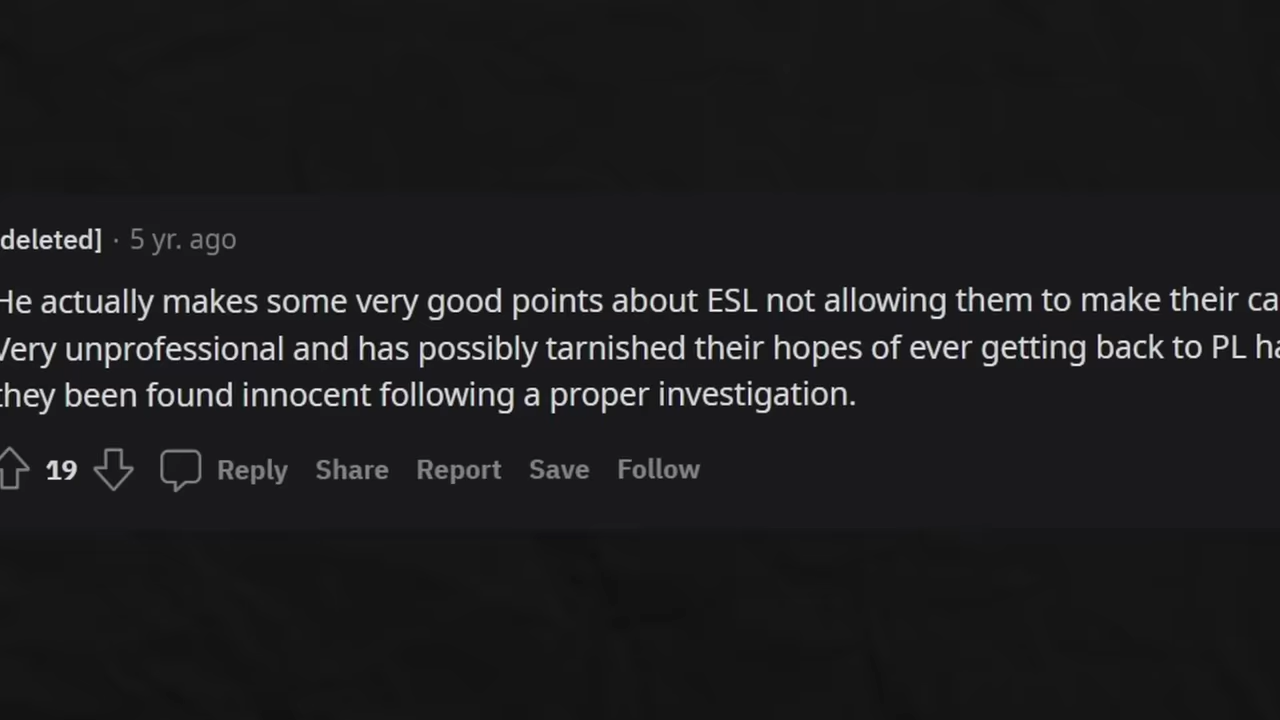 deleted] · 5 yr. ago
He actually makes some very good points about ESL not allowing them to make their ca
Very unprofessional and has possibly tarnished their hopes of ever getting back to PL ha
they been found innocent following a proper investigation.
19 Reply Share Report Save Follow